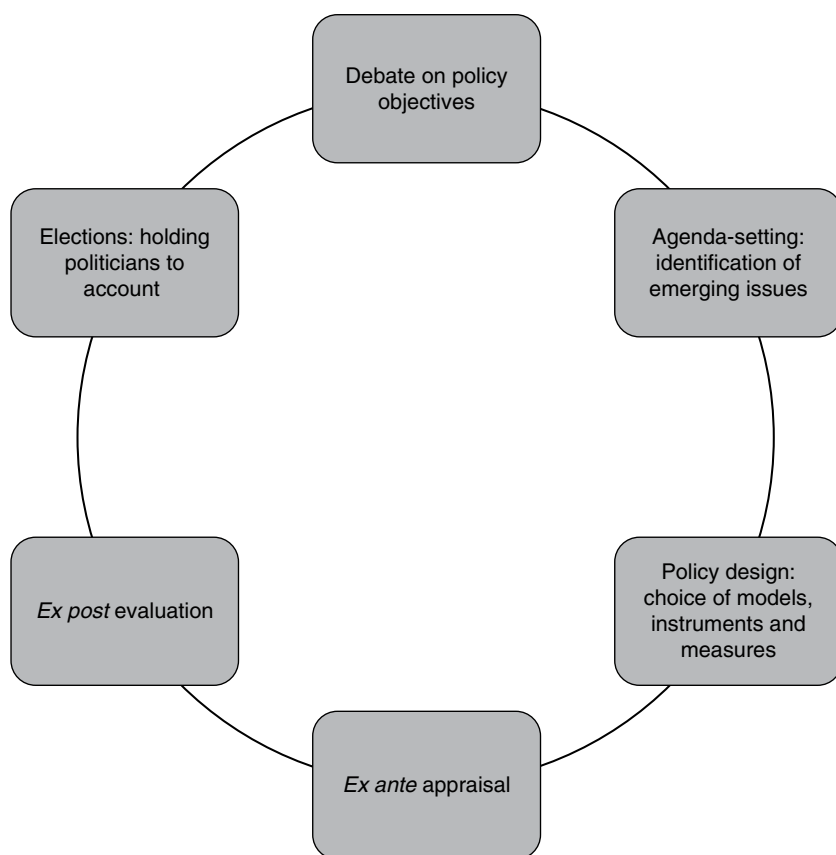 Debate on policy
objectives
Agenda-setting:
identification of
emerging issues
Policy design:
choice of models,
instruments and
measures
Ex ante appraisal
Ex post evaluation
Elections: holding
politicians to
account